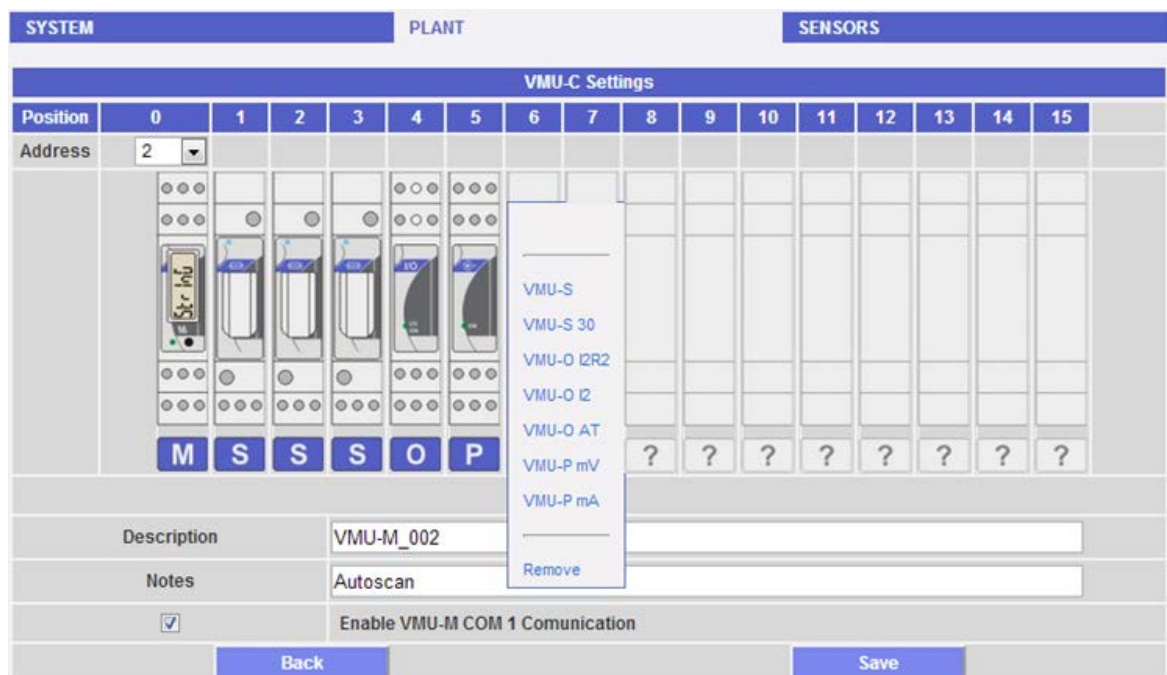 SYSTEM PLANT SENSORS
VMU-C Settings
Position 0 1 2 3 4 5 6 7 8 9 10 11 12 13 14 15
Address 2
I/O
M S S S O P ? ? ? ? ? ? ? ?
VMU-S
VMU-S 30
VMU-O I2R2
VMU-O I2
VMU-O AT
VMU-P mV
VMU-P mA
Remove
Description VMU-M_002
Notes Autoscan
Enable VMU-M COM 1 Comunication
Back Save